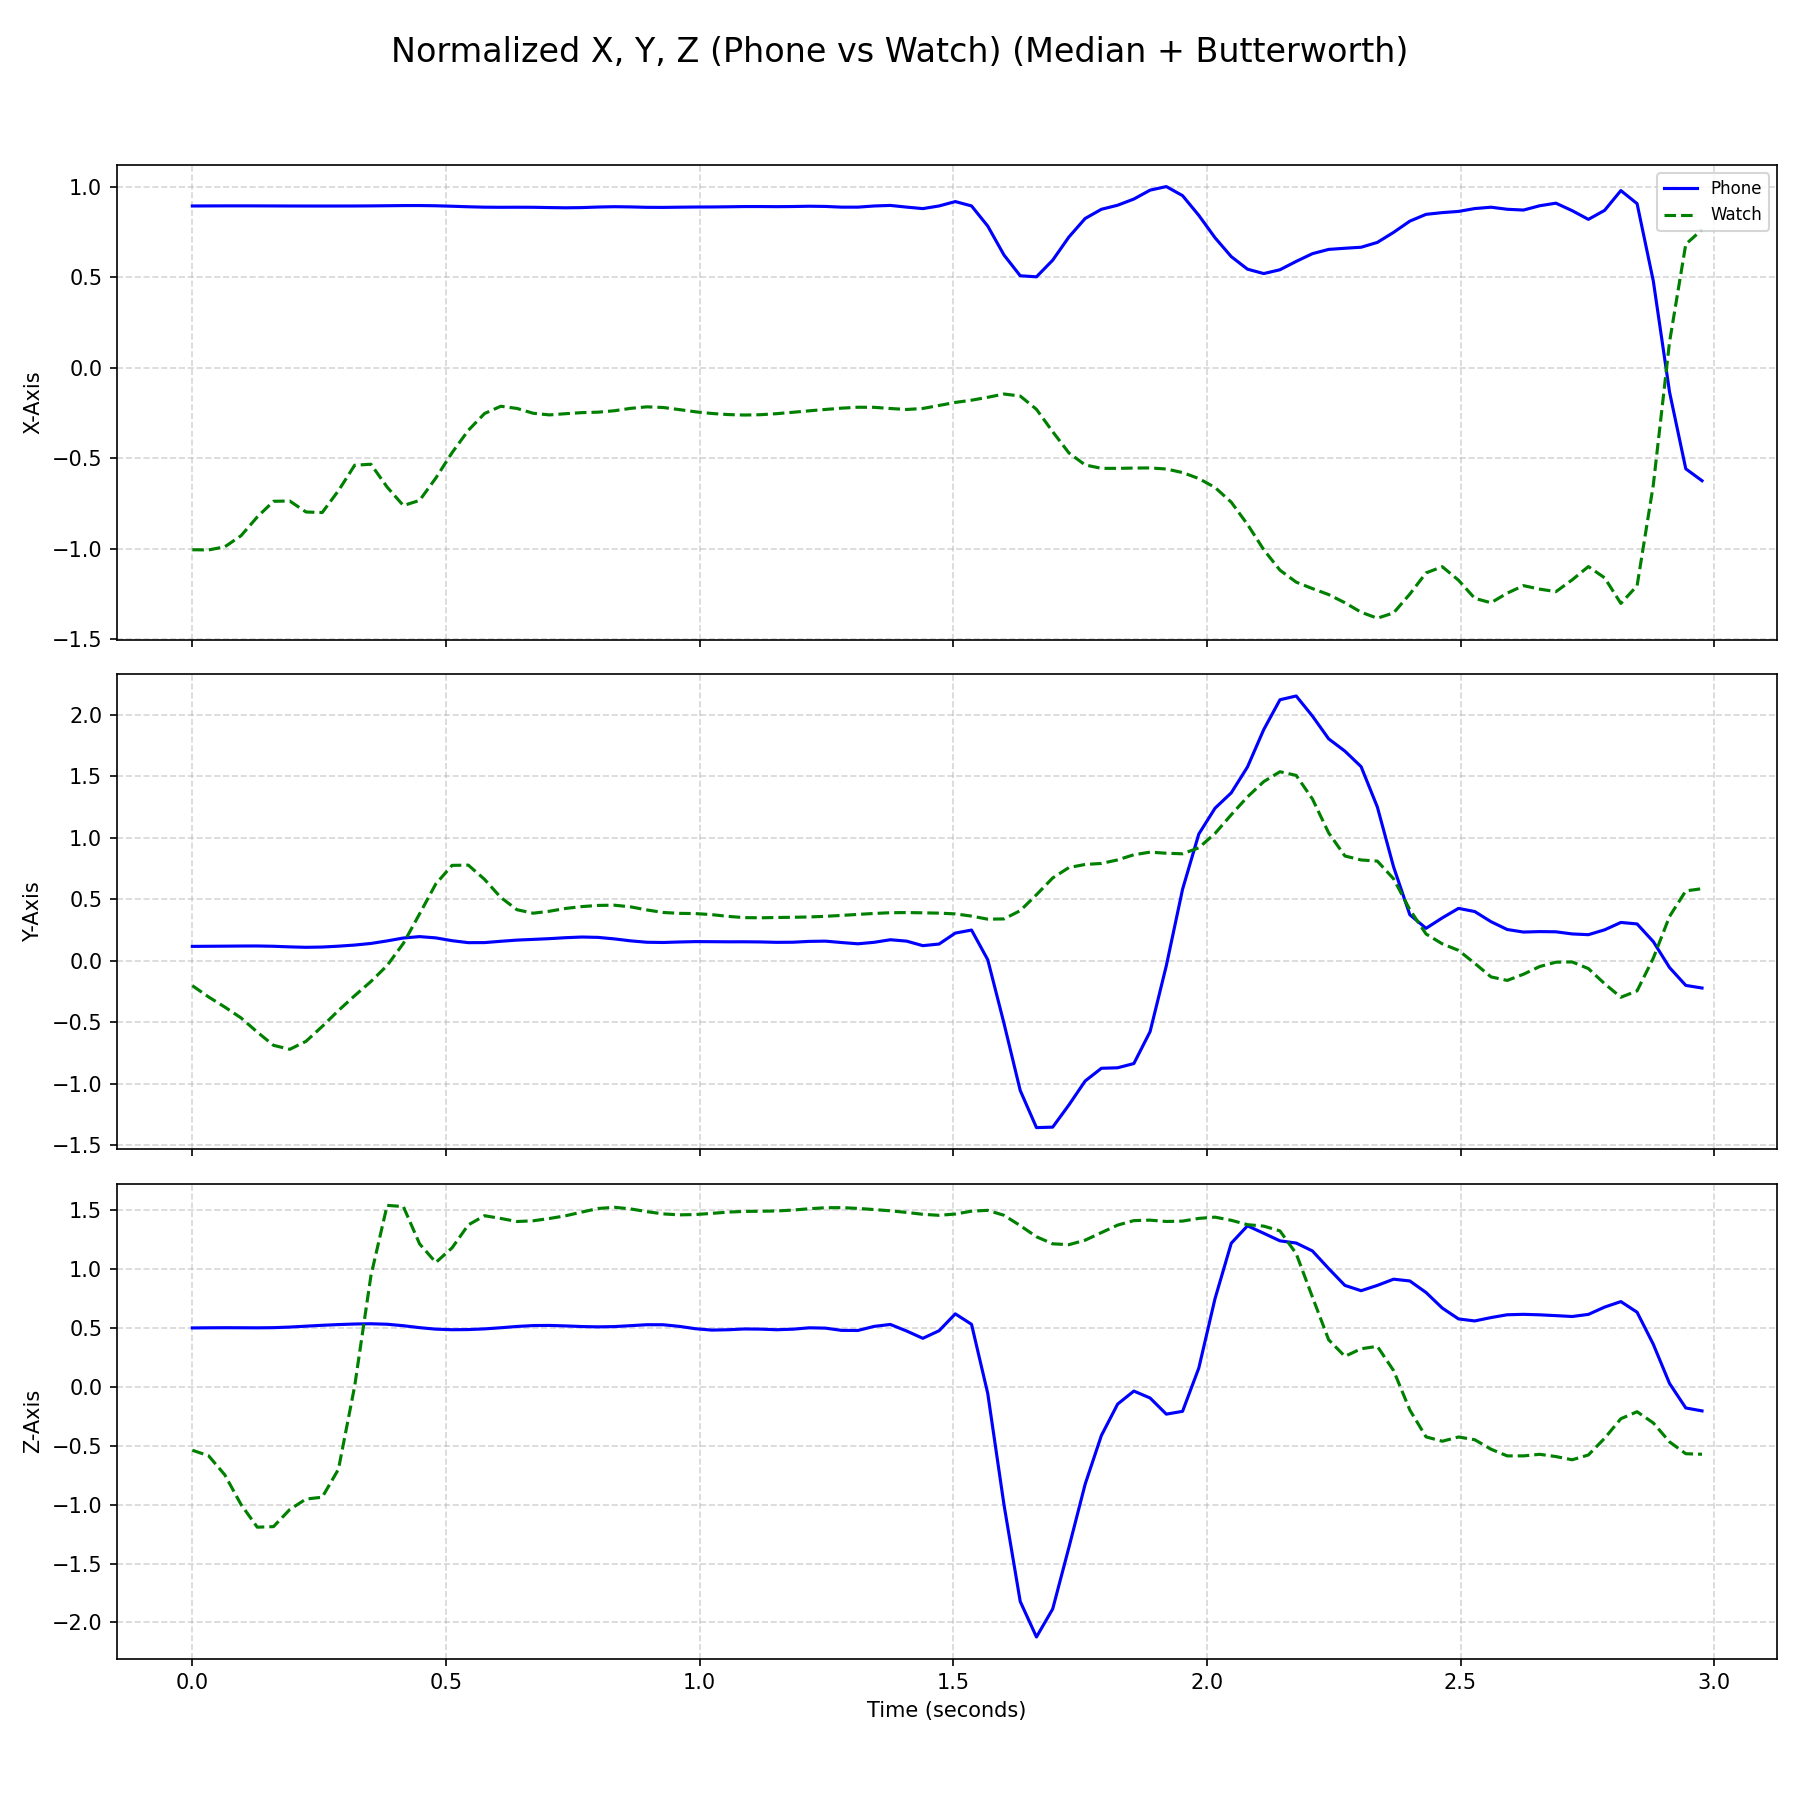 Normalized X, Y, Z (Phone vs Watch) (Median + Butterworth)
1.0
0.5
0.0
−0.5
−1.0
−1.5
X-Axis
Phone
Watch
2.0
1.5
1.0
0.5
0.0
−0.5
−1.0
−1.5
Y-Axis
1.5
1.0
0.5
0.0
−0.5
−1.0
−1.5
−2.0
Z-Axis
0.0 0.5 1.0 1.5 2.0 2.5 3.0
Time (seconds)